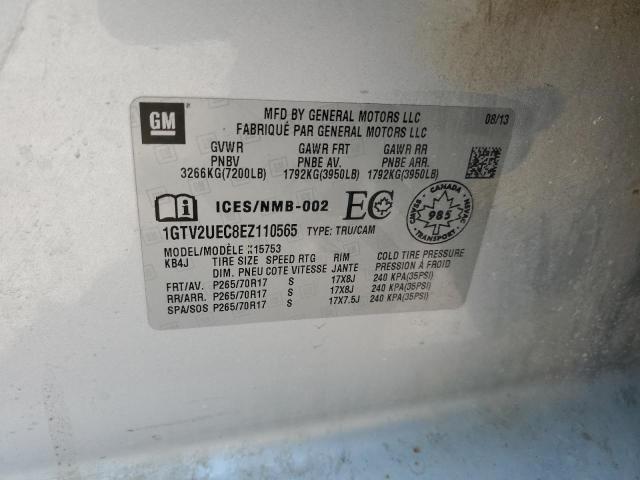 GM
MFD BY GENERAL MOTORS LLC 08/13
FABRIQUÉ PAR GENERAL MOTORS LLC
GVWR GAWR FRT GAWR RR
PNBV PNBE AV. PNBE ARR.
3266KG(7200LB) 1792KG(3950LB) 1792KG(3950LB)
ICES/NMB-002 EC
CANADA
SVAC NVAC
985
TRANSPORT
1GTV2UEC8EZ110565 TYPE: TRU/CAM
MODEL/MODÈLE 15753
KB4J TIRE SIZE SPEED RTG RIM COLD TIRE PRESSURE
DIM. PNEU COTE VITESSE JANTE PRESSION À FROID
FRT/AV. P265/70R17 S 17X8J 240 KPA(35PSI)
RR/ARR. P265/70R17 S 17X8J 240 KPA(35PSI)
SPA/SOS P265/70R17 S 17X7.5J 240 KPA(35PSI)